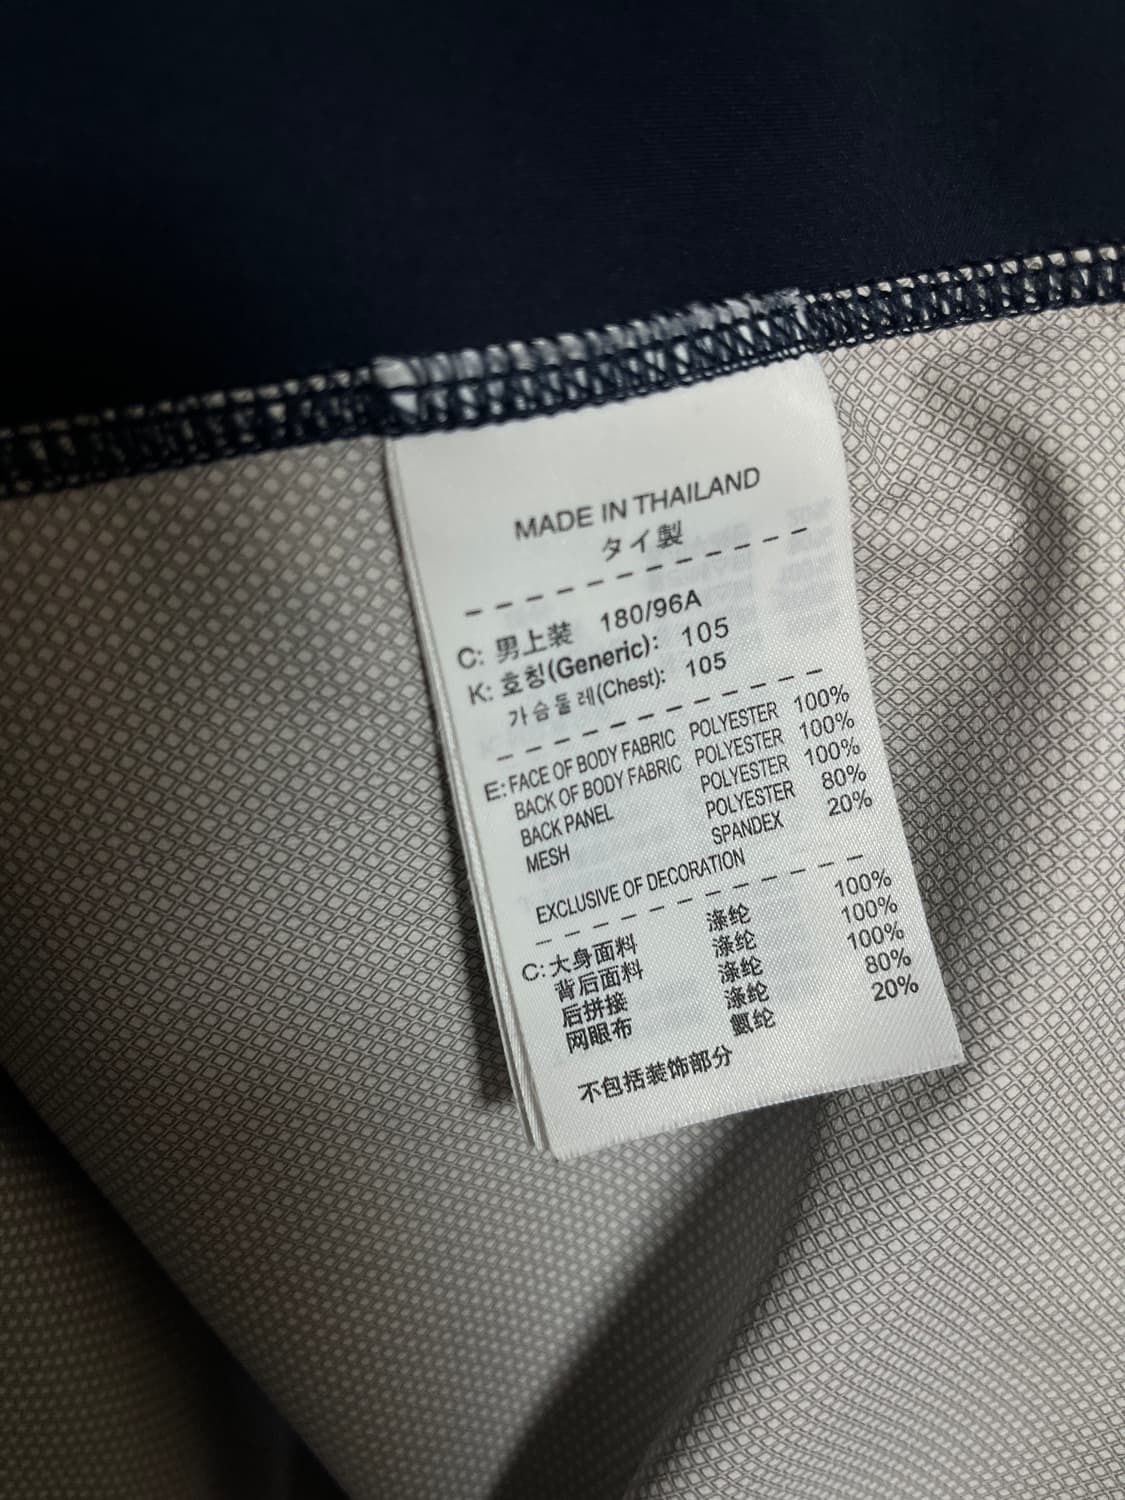 MADE IN THAILAND
タイ製
C: 男上装 180/96A
K: 호칭(Generic): 105
가슴둘레(Chest): 105
E: FACE OF BODY FABRIC POLYESTER 100%
BACK OF BODY FABRIC POLYESTER 100%
BACK PANEL POLYESTER 100%
MESH POLYESTER 80%
SPANDEX 20%
EXCLUSIVE OF DECORATION
C: 大身面料 涤纶 100%
背后面料 涤纶 100%
后拼接 涤纶 100%
网眼布 涤纶 80%
氨纶 20%
不包括装饰部分